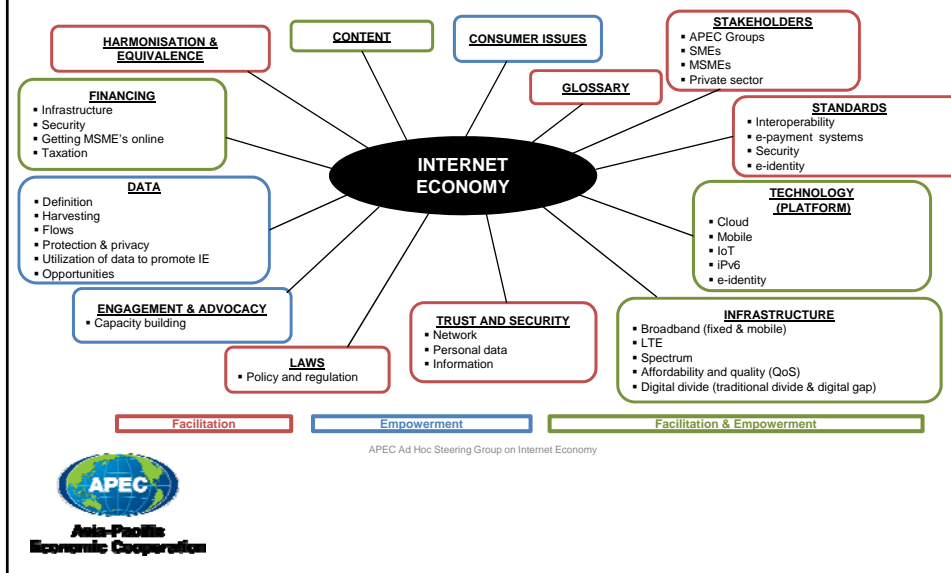 HARMONISATION &
EQUIVALENCE
CONTENT
CONSUMER ISSUES
STAKEHOLDERS
▪ APEC Groups
▪ SMEs
▪ MSMEs
▪ Private sector
GLOSSARY
FINANCING
▪ Infrastructure
▪ Security
▪ Getting MSME's online
▪ Taxation
STANDARDS
▪ Interoperability
▪ e-payment systems
▪ Security
▪ e-identity
INTERNET
ECONOMY
DATA
▪ Definition
▪ Harvesting
▪ Flows
▪ Protection & privacy
▪ Utilization of data to promote IE
▪ Opportunities
TECHNOLOGY
(PLATFORM)
▪ Cloud
▪ Mobile
▪ IoT
▪ iPv6
▪ e-identity
ENGAGEMENT & ADVOCACY
▪ Capacity building
LAWS
▪ Policy and regulation
TRUST AND SECURITY
▪ Network
▪ Personal data
▪ Information
INFRASTRUCTURE
▪ Broadband (fixed & mobile)
▪ LTE
▪ Spectrum
▪ Affordability and quality (QoS)
▪ Digital divide (traditional divide & digital gap)
Facilitation
Empowerment
Facilitation & Empowerment
APEC Ad Hoc Steering Group on Internet Economy
APEC
Asia-Pacific
Economic Cooperation